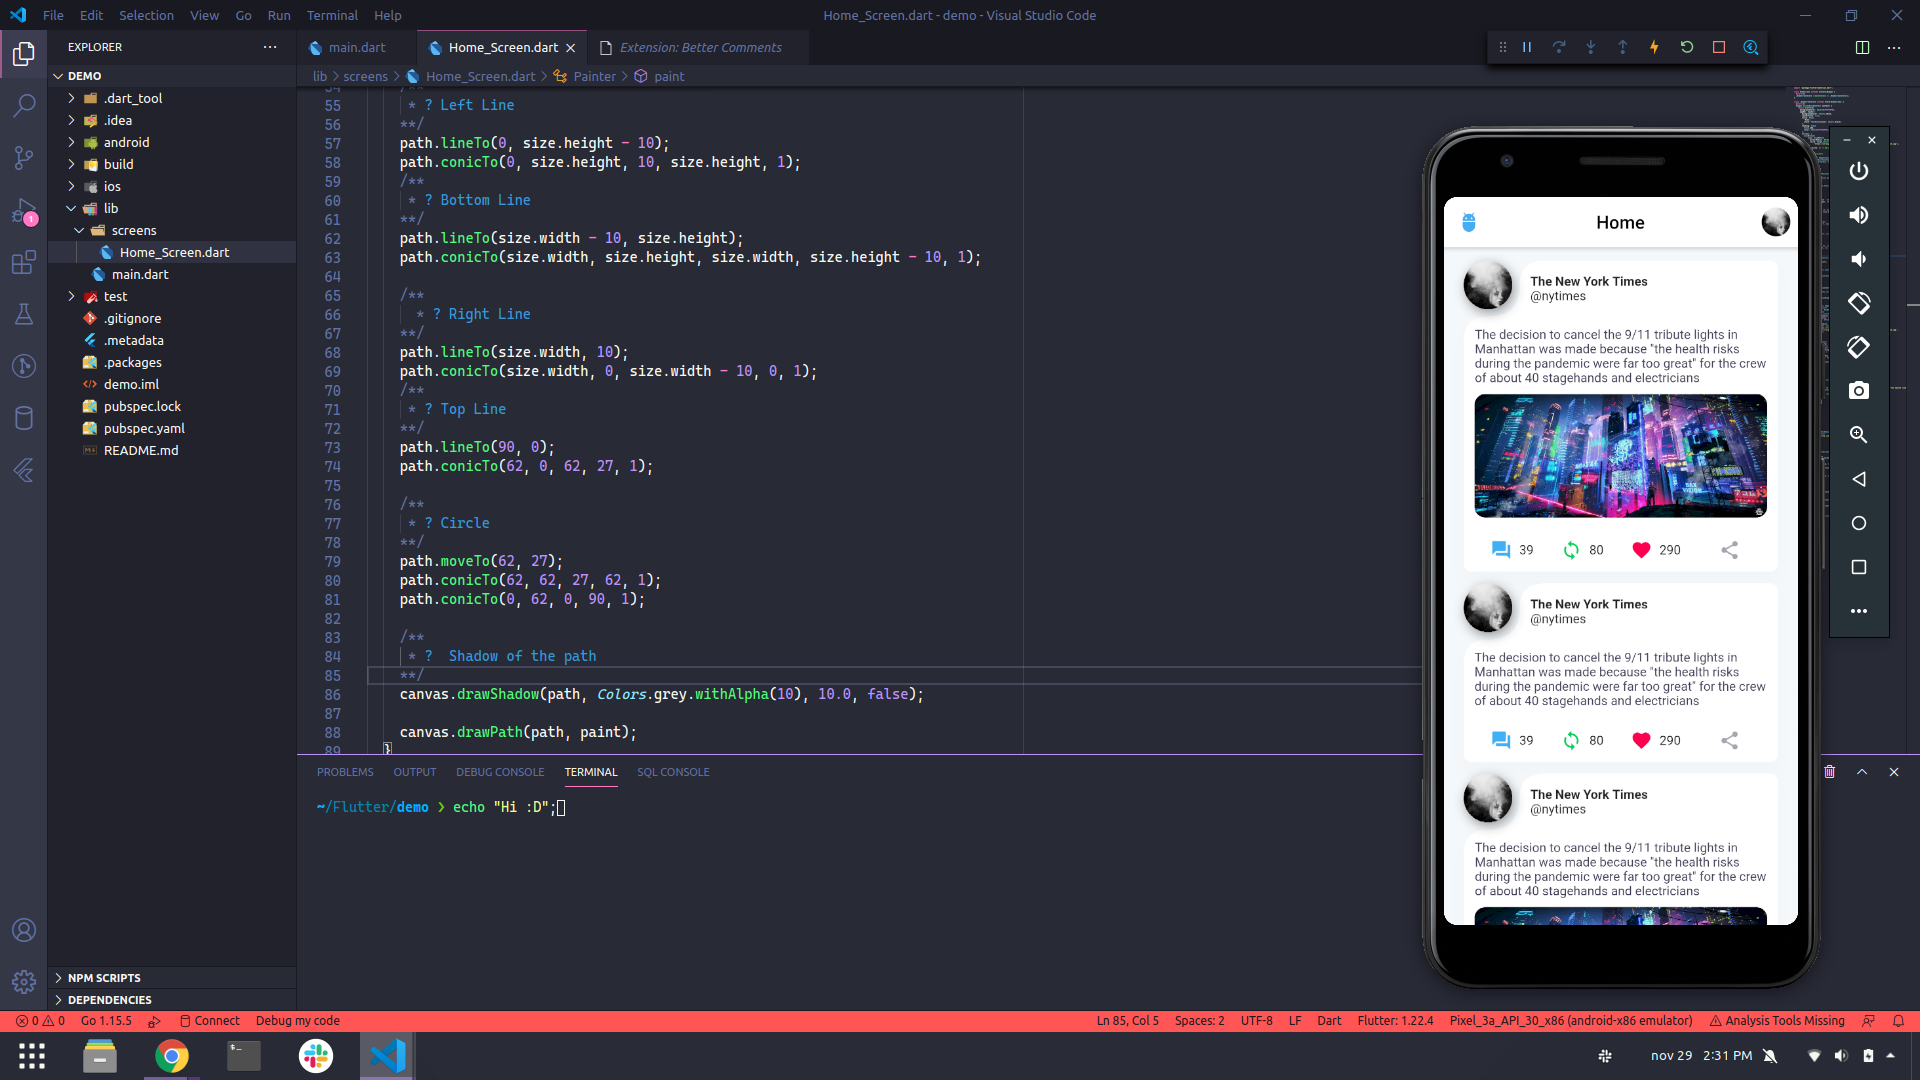 File Edit Selection View Go Run Terminal Help
Home_Screen.dart - demo - Visual Studio Code
EXPLORER
DEMO
.dart_tool
.idea
android
build
ios
lib
screens
Home_Screen.dart
main.dart
test
.gitignore
.metadata
.packages
demo.iml
pubspec.lock
pubspec.yaml
README.md
NPM SCRIPTS
DEPENDENCIES
main.dart
Home_Screen.dart
Extension: Better Comments
lib > screens > Home_Screen.dart > Painter > paint
54 /**
55 * ? Left Line
56 **/
57 path.lineTo(0, size.height - 10);
58 path.conicTo(0, size.height, 10, size.height, 1);
59 /**
60 * ? Bottom Line
61 **/
62 path.lineTo(size.width - 10, size.height);
63 path.conicTo(size.width, size.height, size.width, size.height - 10, 1);
64
65 /**
66 * ? Right Line
67 **/
68 path.lineTo(size.width, 10);
69 path.conicTo(size.width, 0, size.width - 10, 0, 1);
70 /**
71 * ? Top Line
72 **/
73 path.lineTo(90, 0);
74 path.conicTo(62, 0, 62, 27, 1);
75
76 /**
77 * ? Circle
78 **/
79 path.moveTo(62, 27);
80 path.conicTo(62, 62, 27, 62, 1);
81 path.conicTo(0, 62, 0, 90, 1);
82
83 /**
84 * ?  Shadow of the path
85 **/
86 canvas.drawShadow(path, Colors.grey.withAlpha(10), 10.0, false);
87
88 canvas.drawPath(path, paint);
89 }
PROBLEMS OUTPUT DEBUG CONSOLE TERMINAL SQL CONSOLE
~/Flutter/demo ❯ echo "Hi :D";
Home
The New York Times
@nytimes
The decision to cancel the 9/11 tribute lights in
Manhattan was made because "the health risks
during the pandemic were far too great" for the crew
of about 40 stagehands and electricians
39 80 290
The New York Times
@nytimes
The decision to cancel the 9/11 tribute lights in
Manhattan was made because "the health risks
during the pandemic were far too great" for the crew
of about 40 stagehands and electricians
39 80 290
The New York Times
@nytimes
The decision to cancel the 9/11 tribute lights in
Manhattan was made because "the health risks
during the pandemic were far too great" for the crew
of about 40 stagehands and electricians
1
0 0 Go 1.15.5 Connect Debug my code
Ln 85, Col 5 Spaces: 2 UTF-8 LF Dart Flutter: 1.22.4 Pixel_3a_API_30_x86 (android-x86 emulator) Analysis Tools Missing
nov 29 2:31 PM